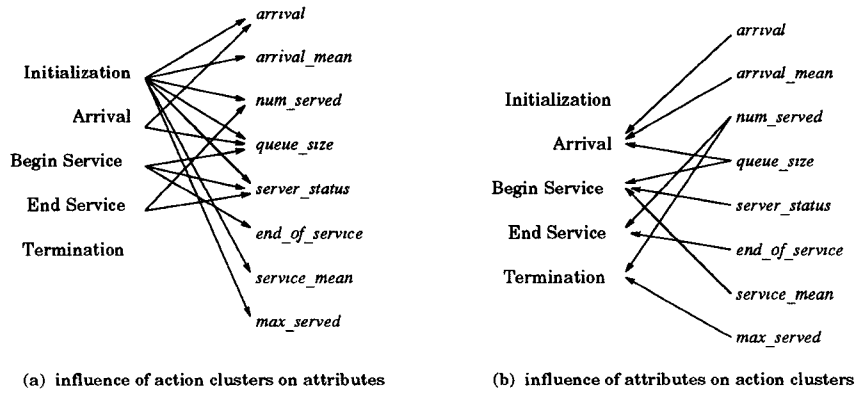 arrival
arrival_mean
Initialization
num_served
Arrival
queue_size
Begin Service
server_status
End Service
end_of_service
Termination
service_mean
max_served
(a) influence of action clusters on attributes
arrival
arrival_mean
Initialization
num_served
Arrival
queue_size
Begin Service
server_status
End Service
end_of_service
Termination
service_mean
max_served
(b) influence of attributes on action clusters